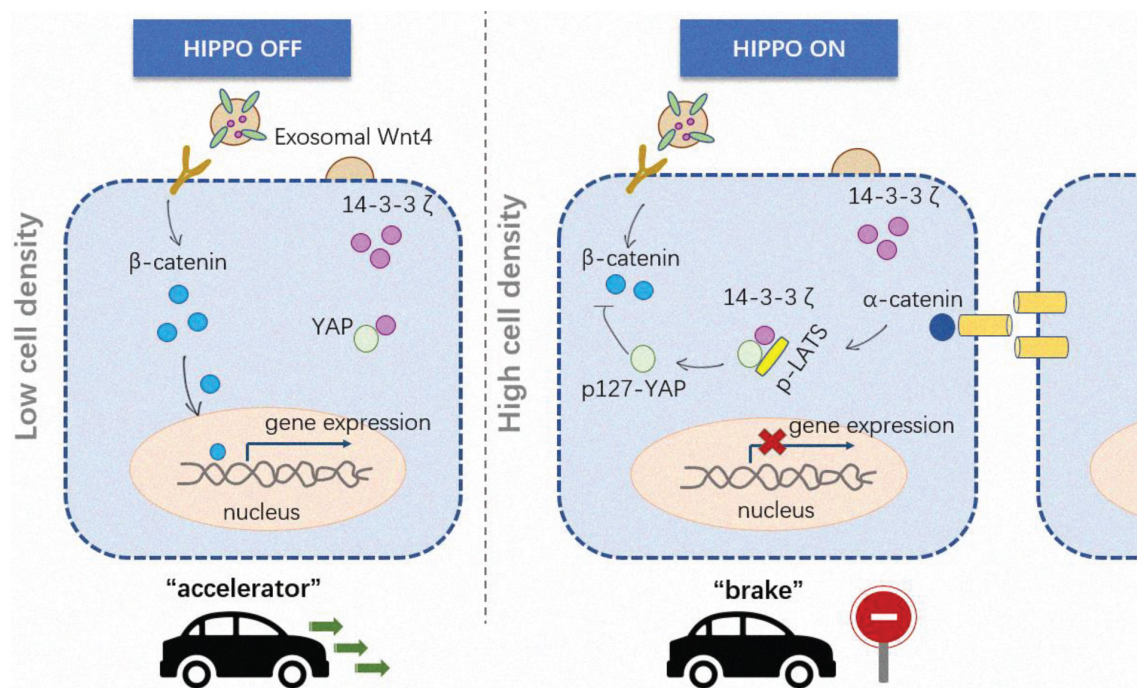 HIPPO OFF
Exosomal Wnt4
14-3-3 ζ
β-catenin
YAP
gene expression
nucleus
Low cell density
“accelerator”
HIPPO ON
14-3-3 ζ
β-catenin
14-3-3 ζ
α-catenin
p-LATS
p127-YAP
gene expression
nucleus
High cell density
“brake”